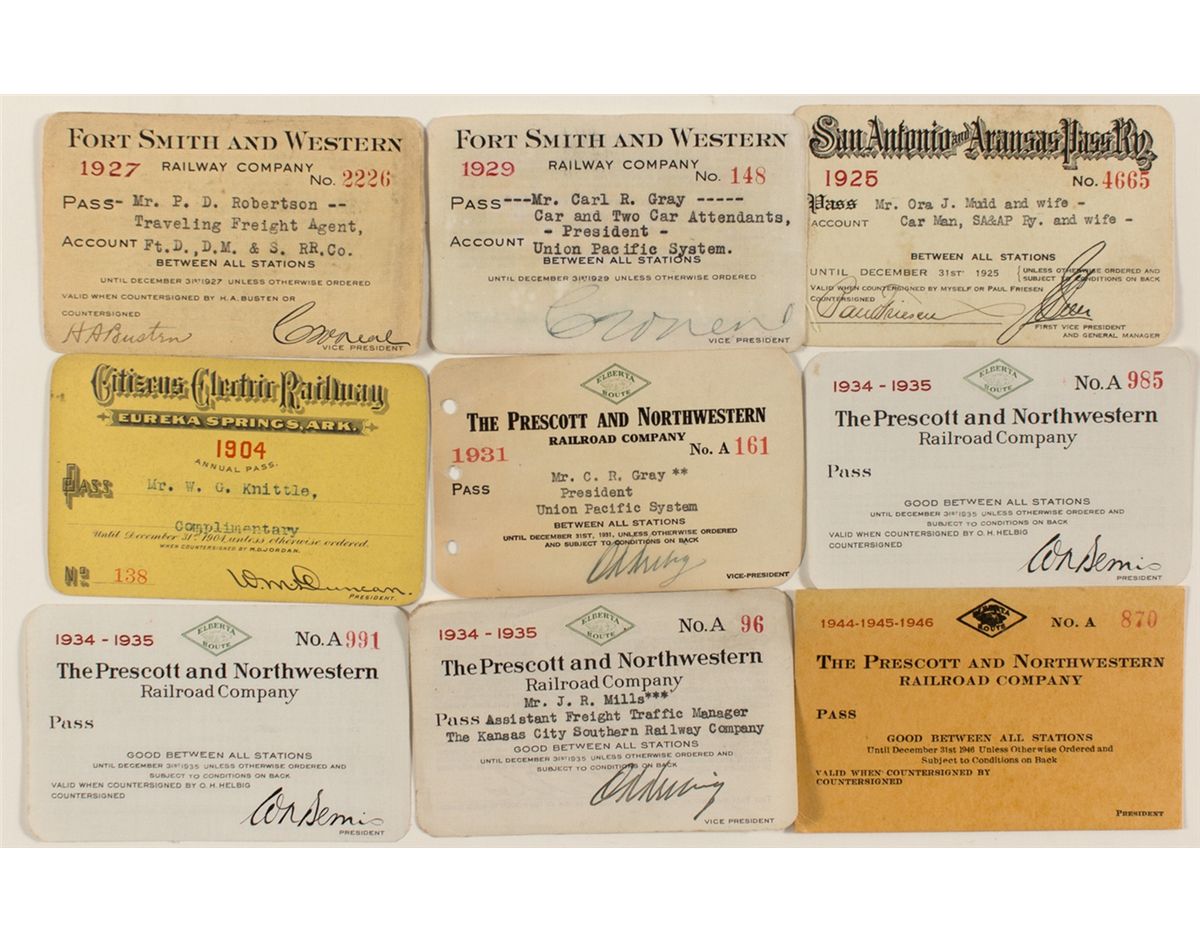 FORT SMITH AND WESTERN
1927 RAILWAY COMPANY
No. 2226
PASS- Mr. P. D. Robertson --
Traveling Freight Agent,
ACCOUNT Ft.D.,D.M. & S. RR.Co.
BETWEEN ALL STATIONS
UNTIL DECEMBER 31ST 1927 UNLESS OTHERWISE ORDERED
VALID WHEN COUNTERSIGNED BY H. A. BUSTEN OR
COUNTERSIGNED
H A Busten
VICE PRESIDENT
FORT SMITH AND WESTERN
1929 RAILWAY COMPANY
No. 148
PASS---Mr. Carl R. Gray -----
Car and Two Car Attendants,
- President -
ACCOUNT Union Pacific System.
BETWEEN ALL STATIONS
UNTIL DECEMBER 31ST 1929 UNLESS OTHERWISE ORDERED
VICE PRESIDENT
San Antonio and Aransas Pass Ry.
1925 No. 4665
Pass Mr. Ora J. Mudd and wife -
ACCOUNT Car Man, SA&AP Ry. and wife -
BETWEEN ALL STATIONS
UNTIL DECEMBER 31ST 1925 UNLESS OTHERWISE ORDERED AND
SUBJECT TO CONDITIONS ON BACK
VALID WHEN COUNTERSIGNED BY MYSELF OR PAUL FRIESEN
COUNTERSIGNED
Paul Friesen
FIRST VICE PRESIDENT
AND GENERAL MANAGER
Citizens Electric Railway
EUREKA SPRINGS, ARK.
1904
ANNUAL PASS.
Pass Mr. W. G. Knittle,
Complimentary
Until December 31st 1904 unless otherwise ordered.
WHEN COUNTERSIGNED BY M.D. JORDAN.
No 138 W M Duncan.
PRESIDENT.
ELBERTA
ROUTE
THE PRESCOTT AND NORTHWESTERN
RAILROAD COMPANY
1931 No. A 161
PASS Mr. C. R. Gray **
President
Union Pacific System
BETWEEN ALL STATIONS
UNTIL DECEMBER 31ST, 1931, UNLESS OTHERWISE ORDERED
AND SUBJECT TO CONDITIONS ON BACK
VICE-PRESIDENT
1934 - 1935 ELBERTA ROUTE No. A 985
The Prescott and Northwestern
Railroad Company
Pass
GOOD BETWEEN ALL STATIONS
UNTIL DECEMBER 31ST 1935 UNLESS OTHERWISE ORDERED AND
SUBJECT TO CONDITIONS ON BACK
VALID WHEN COUNTERSIGNED BY O. H. HELBIG
COUNTERSIGNED
W N Bemis
PRESIDENT
1934 - 1935 ELBERTA ROUTE No. A 991
The Prescott and Northwestern
Railroad Company
Pass
GOOD BETWEEN ALL STATIONS
UNTIL DECEMBER 31ST 1935 UNLESS OTHERWISE ORDERED AND
SUBJECT TO CONDITIONS ON BACK
VALID WHEN COUNTERSIGNED BY O. H. HELBIG
COUNTERSIGNED
W N Bemis
PRESIDENT
1934 - 1935 ELBERTA ROUTE No. A 96
The Prescott and Northwestern
Railroad Company
Mr. J. R. Mills***
Pass Assistant Freight Traffic Manager
The Kansas City Southern Railway Company
GOOD BETWEEN ALL STATIONS
UNTIL DECEMBER 31ST 1935 UNLESS OTHERWISE ORDERED AND
SUBJECT TO CONDITIONS ON BACK
VICE PRESIDENT
1944-1945-1946 ELBERTA ROUTE No. A 870
THE PRESCOTT AND NORTHWESTERN
RAILROAD COMPANY
PASS
GOOD BETWEEN ALL STATIONS
Until December 31st 1946 Unless Otherwise Ordered and
Subject to Conditions on Back
VALID WHEN COUNTERSIGNED BY
COUNTERSIGNED
PRESIDENT